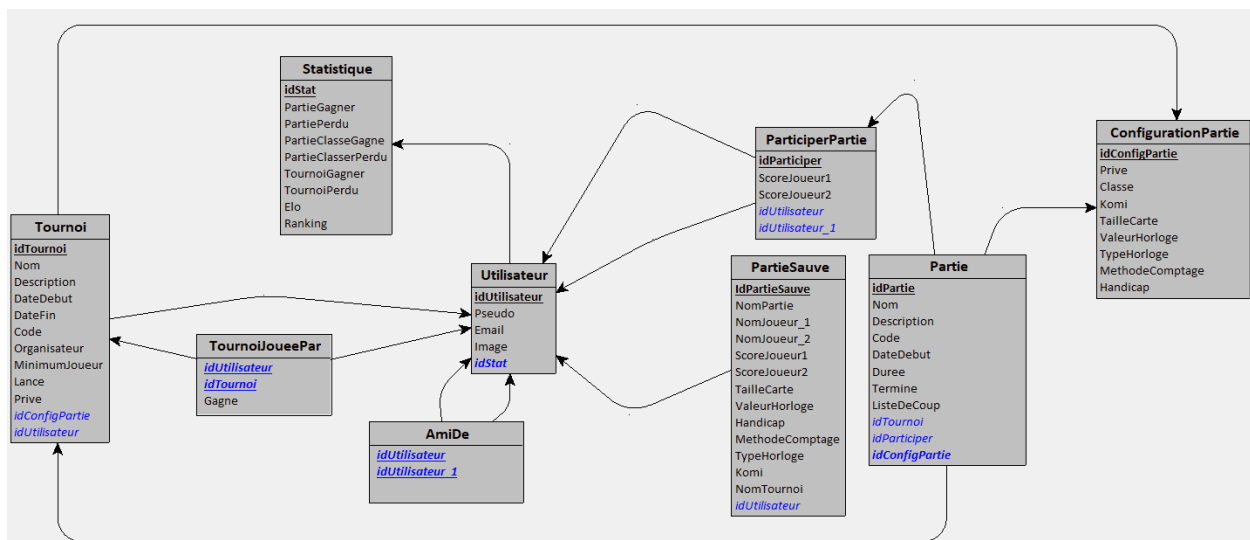 Statistique
idStat
PartieGagner
PartiePerdu
PartieClasseGagne
PartieClasserPerdu
TournoiGagner
TournoiPerdu
Elo
Ranking
ParticiperPartie
idParticiper
ScoreJoueur1
ScoreJoueur2
idUtilisateur
idUtilisateur_1
ConfigurationPartie
idConfigPartie
Prive
Classe
Komi
TailleCarte
ValeurHorloge
TypeHorloge
MethodeComptage
Handicap
Tournoi
idTournoi
Nom
Description
DateDebut
DateFin
Code
Organisateur
MinimumJoueur
Lance
Prive
idConfigPartie
idUtilisateur
TournoiJoueePar
idUtilisateur
idTournoi
Gagne
Utilisateur
idUtilisateur
Pseudo
Email
Image
idStat
AmiDe
idUtilisateur
idUtilisateur_1
PartieSauve
IdPartieSauve
NomPartie
NomJoueur_1
NomJoueur_2
ScoreJoueur1
ScoreJoueur2
TailleCarte
ValeurHorloge
Handicap
MethodeComptage
TypeHorloge
Komi
NomTournoi
idUtilisateur
Partie
idPartie
Nom
Description
Code
DateDebut
Duree
Termine
ListeDeCoup
idTournoi
idParticiper
idConfigPartie